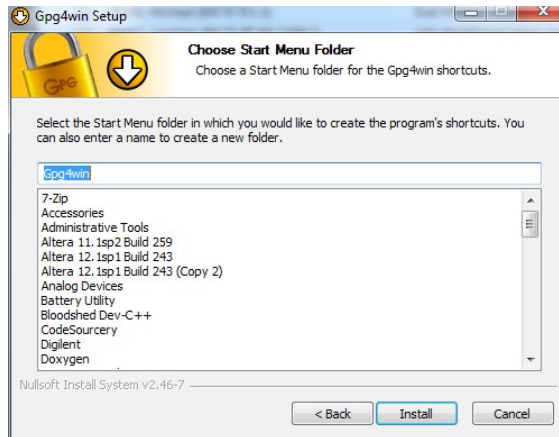 Gpg4win Setup
Choose Start Menu Folder
Choose a Start Menu folder for the Gpg4win shortcuts.
GPG
Select the Start Menu folder in which you would like to create the program's shortcuts. You
can also enter a name to create a new folder.
Gpg4win
7-Zip
Accessories
Administrative Tools
Altera 11.1sp2 Build 259
Altera 12.1sp1 Build 243
Altera 12.1sp1 Build 243 (Copy 2)
Analog Devices
Battery Utility
Bloodshed Dev-C++
CodeSourcery
Digilent
Doxygen
Nullsoft Install System v2.46-7
< Back Install Cancel